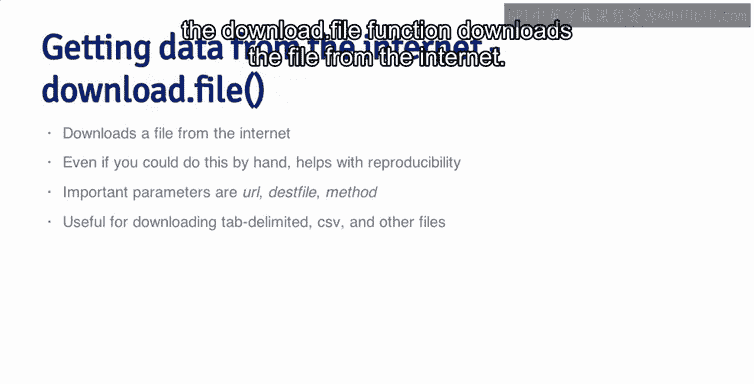 the download.file function downloads
the file from the internet.
Getting data from the internet -
download.file()
· Downloads a file from the internet
· Even if you could do this by hand, helps with reproducibility
· Important parameters are url, destfile, method
· Useful for downloading tab-delimited, csv, and other files